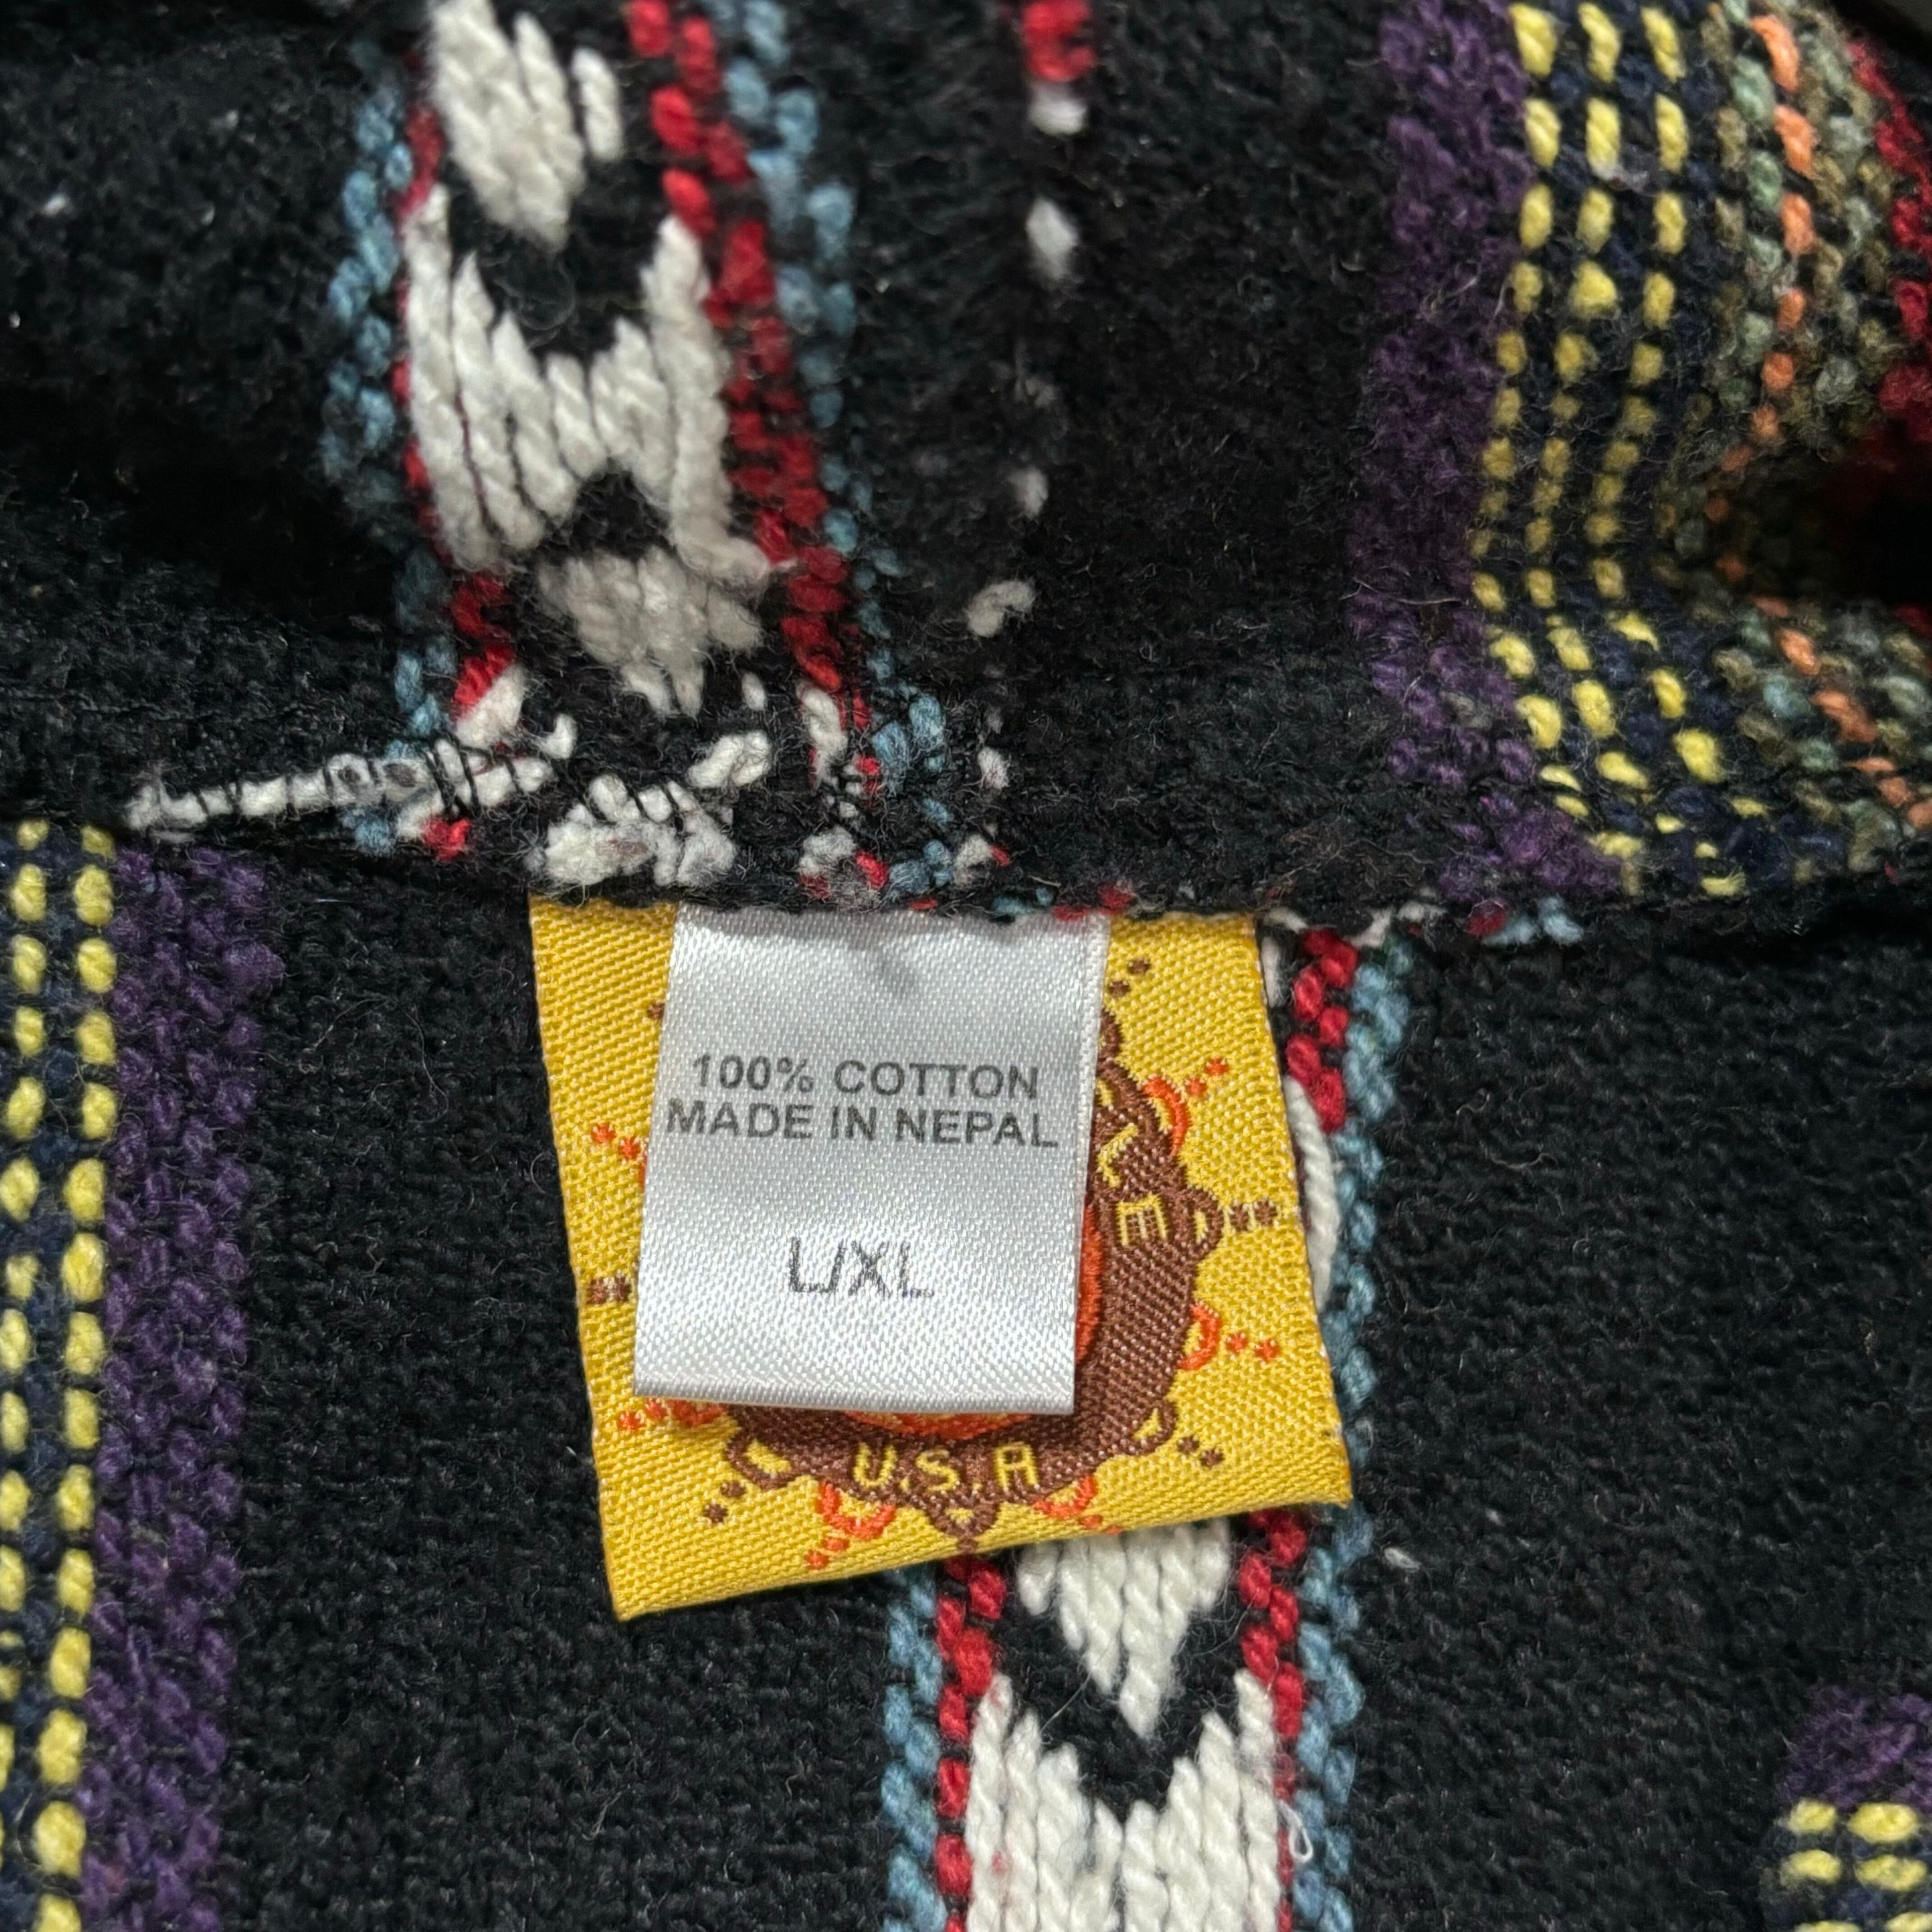 100% COTTON
MADE IN NEPAL
L/XL
U.S.A